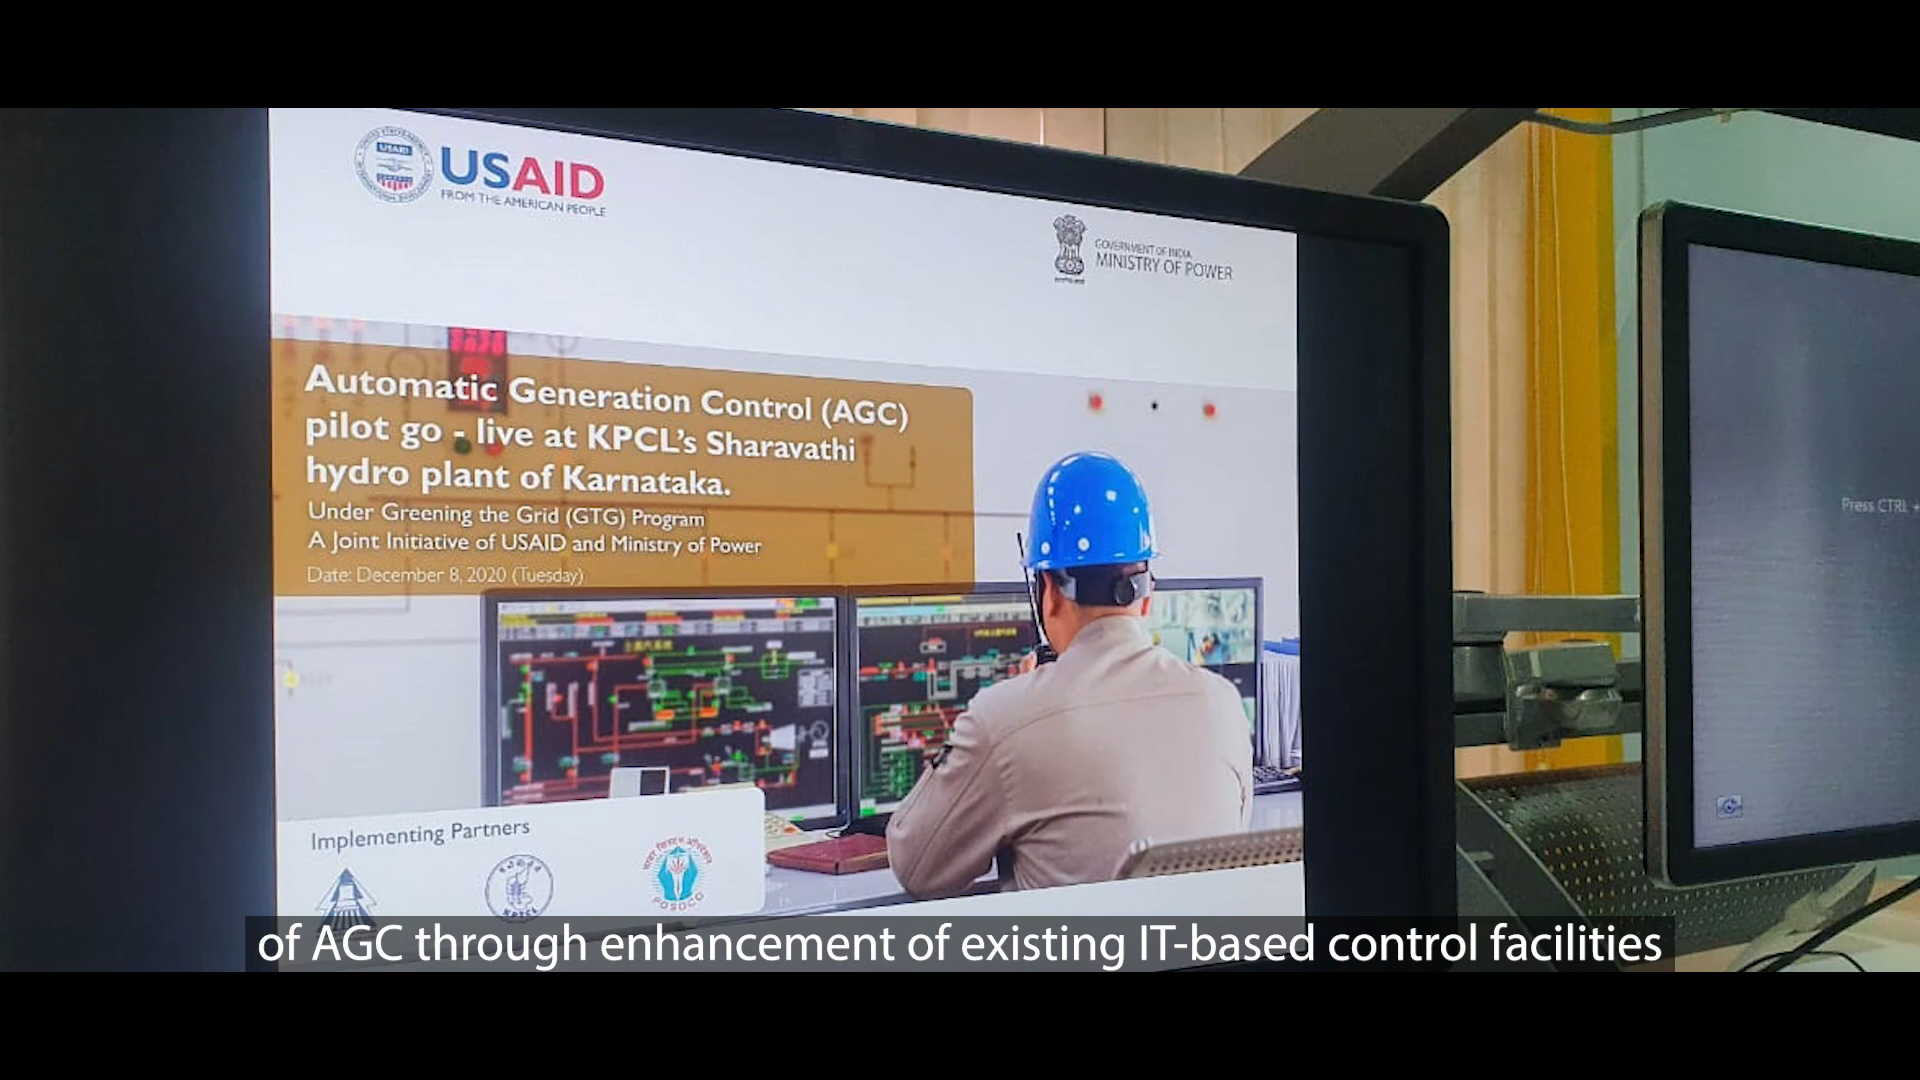 USAID
USAID
FROM THE AMERICAN PEOPLE
GOVERNMENT OF INDIA
MINISTRY OF POWER
Automatic Generation Control (AGC)
pilot go - live at KPCL's Sharavathi
hydro plant of Karnataka.
Under Greening the Grid (GTG) Program
A Joint Initiative of USAID and Ministry of Power
Date: December 8, 2020 (Tuesday)
Press CTRL +
Implementing Partners
KPTCL
POSOCO
of AGC through enhancement of existing IT-based control facilities